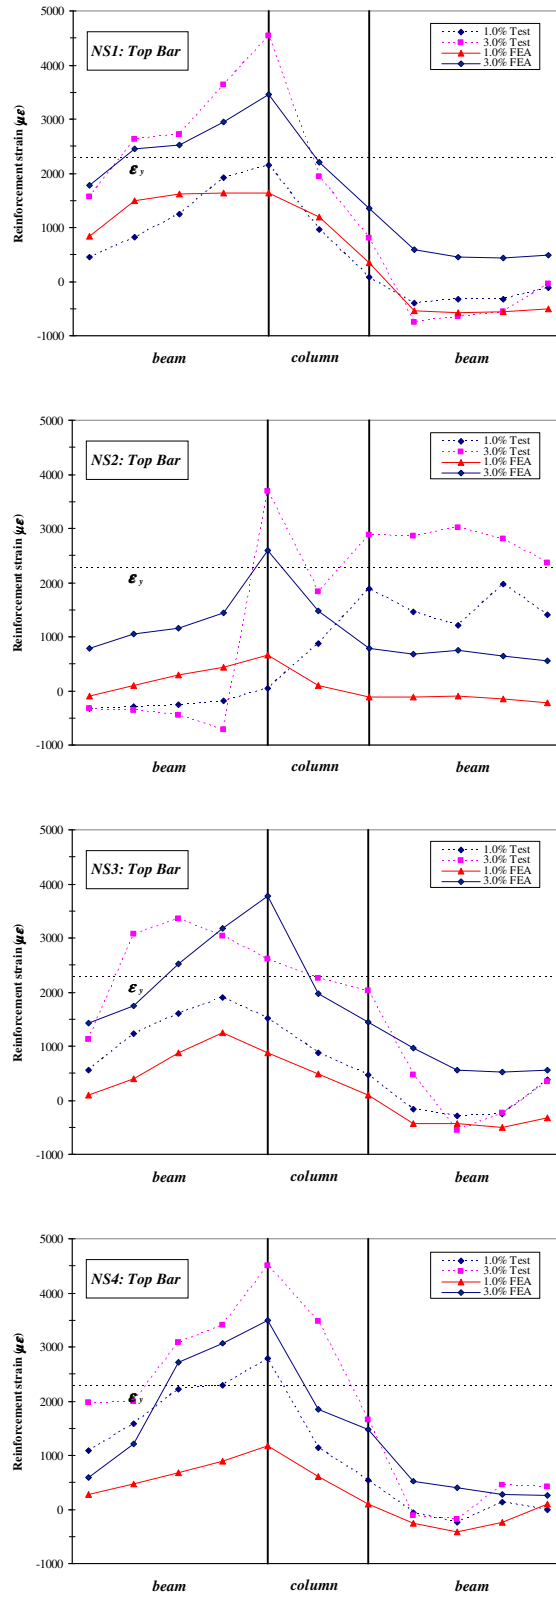 NS1: Top Bar
1.0% Test
3.0% Test
1.0% FEA
3.0% FEA
Reinforcement strain (με)
5000
4000
3000
2000
1000
0
-1000
εy
beam
column
beam
NS2: Top Bar
1.0% Test
3.0% Test
1.0% FEA
3.0% FEA
Reinforcement strain (με)
5000
4000
3000
2000
1000
0
-1000
εy
beam
column
beam
NS3: Top Bar
1.0% Test
3.0% Test
1.0% FEA
3.0% FEA
Reinforcement strain (με)
5000
4000
3000
2000
1000
0
-1000
εy
beam
column
beam
NS4: Top Bar
1.0% Test
3.0% Test
1.0% FEA
3.0% FEA
Reinforcement strain (με)
5000
4000
3000
2000
1000
0
-1000
εy
beam
column
beam